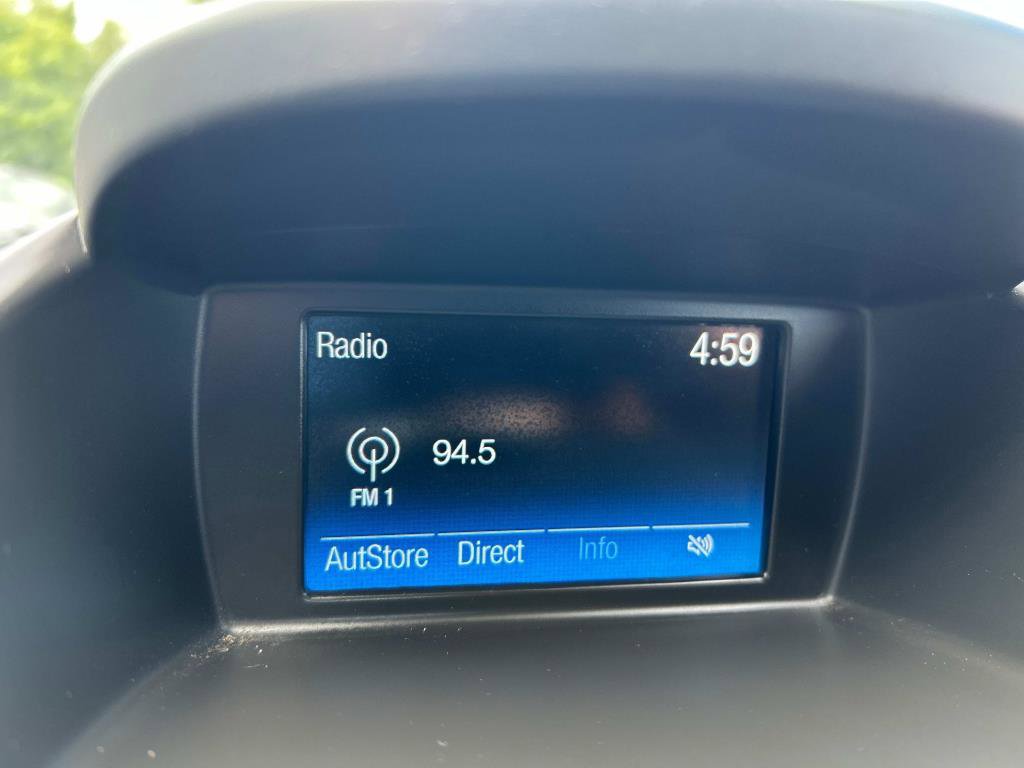 Radio 4:59
94.5
FM 1
AutStore Direct Info